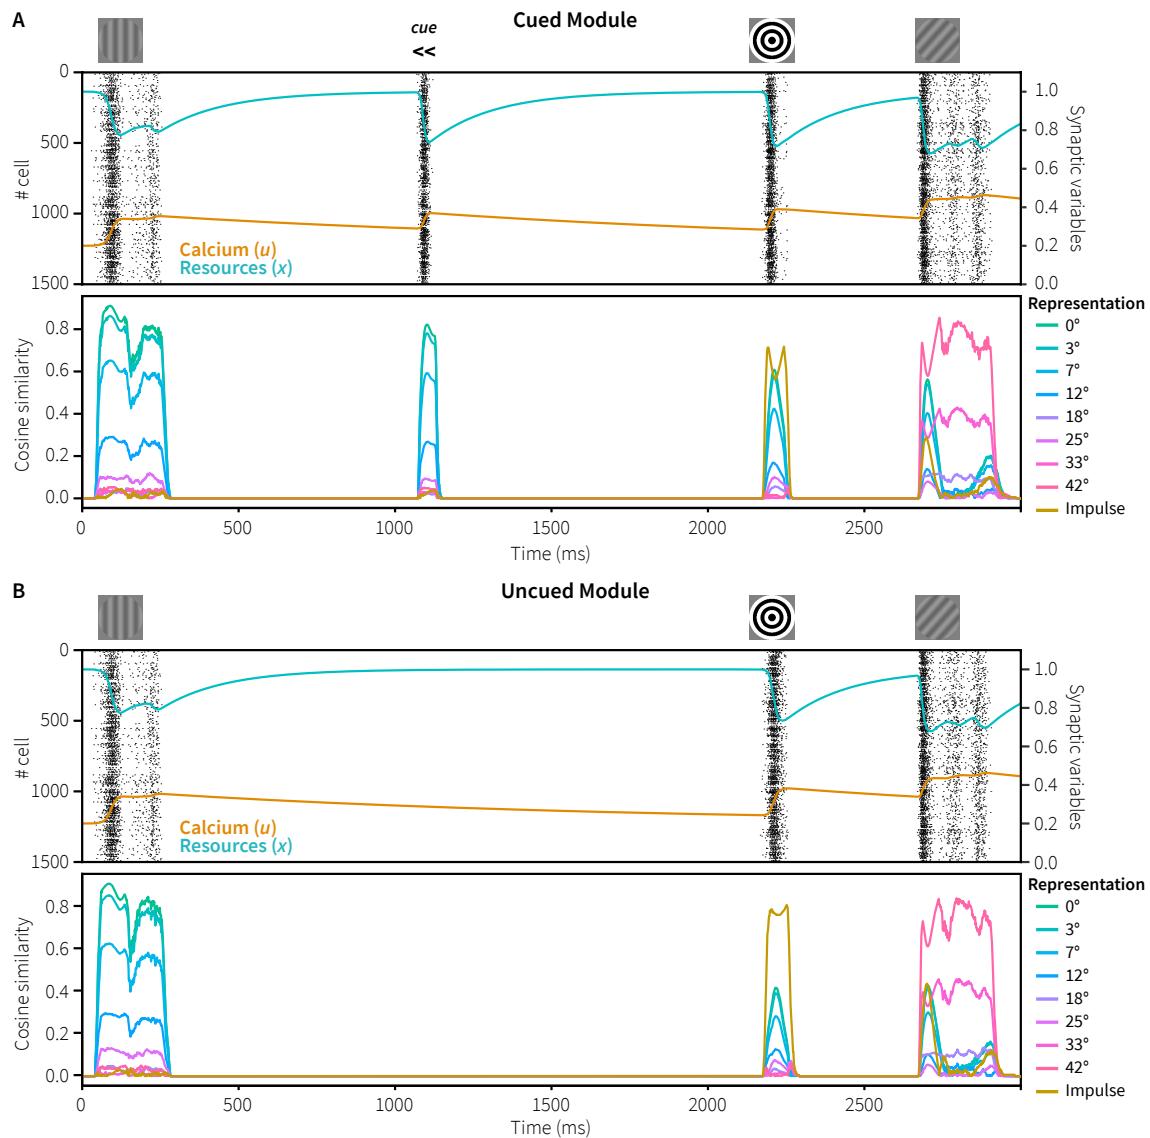 A
Cued Module
cue
<<
0
500
1000
1500
# cell
1.0
0.8
0.6
0.4
0.2
0.0
Synaptic variables
Calcium (u)
Resources (x)
0.8
0.6
0.4
0.2
0.0
Cosine similarity
Representation
0°
3°
7°
12°
18°
25°
33°
42°
Impulse
0
500
1000
1500
2000
2500
Time (ms)
B
Uncued Module
0
500
1000
1500
# cell
1.0
0.8
0.6
0.4
0.2
0.0
Synaptic variables
Calcium (u)
Resources (x)
0.8
0.6
0.4
0.2
0.0
Cosine similarity
Representation
0°
3°
7°
12°
18°
25°
33°
42°
Impulse
0
500
1000
1500
2000
2500
Time (ms)